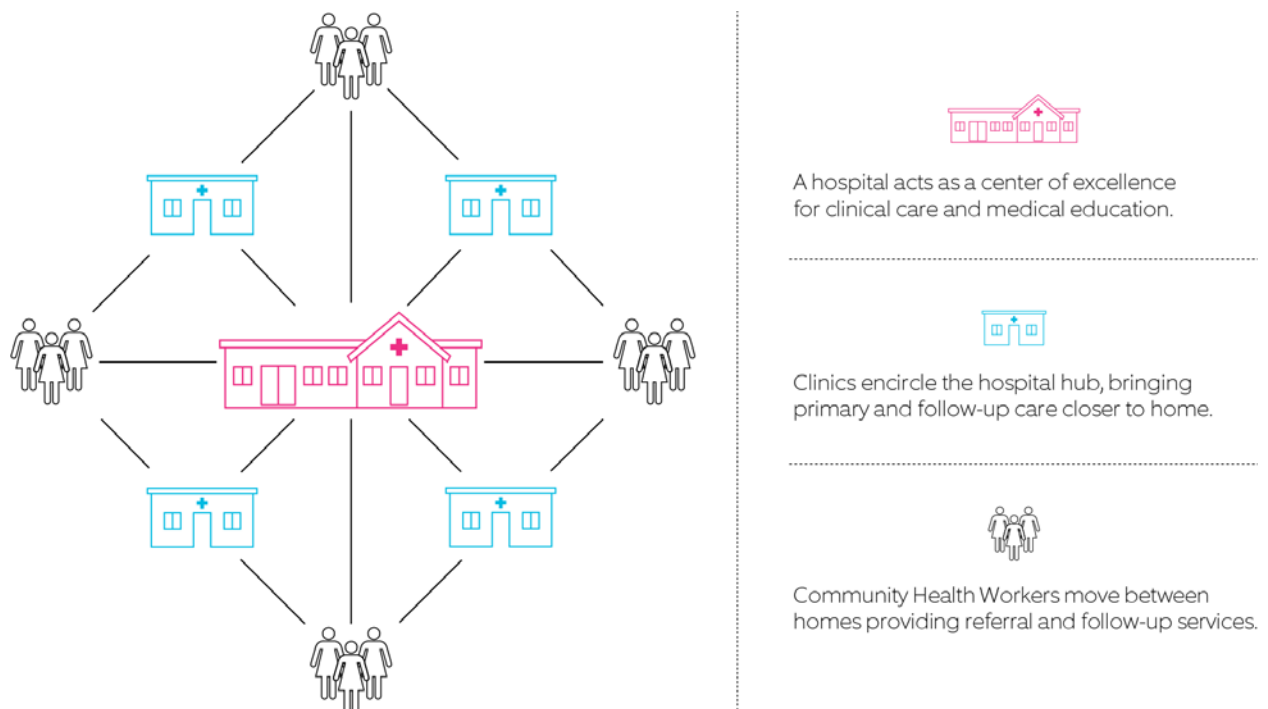 A hospital acts as a center of excellence
for clinical care and medical education.
Clinics encircle the hospital hub, bringing
primary and follow-up care closer to home.
Community Health Workers move between
homes providing referral and follow-up services.